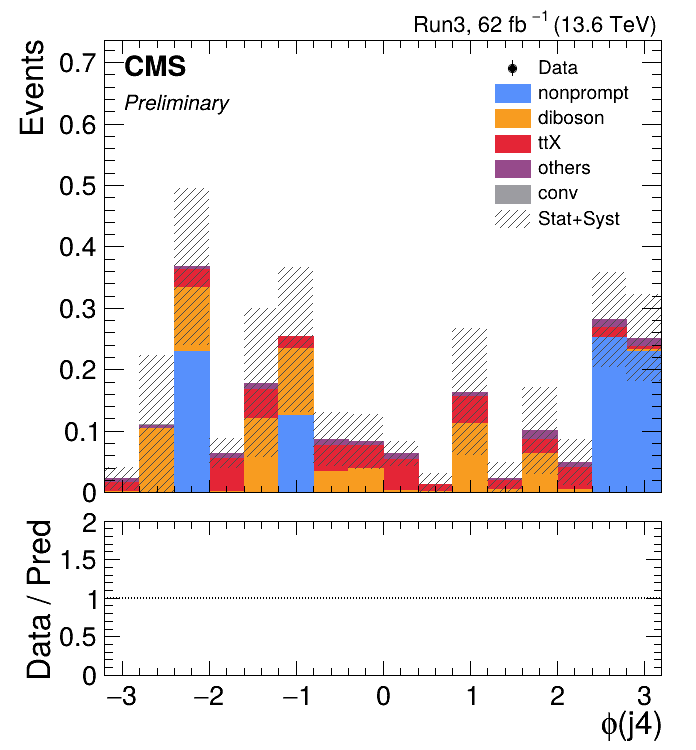 Run3, 62 fb⁻¹ (13.6 TeV)
CMS
Preliminary
Events
0.7
0.6
0.5
0.4
0.3
0.2
0.1
0
Data
nonprompt
diboson
ttX
others
conv
Stat+Syst
Data / Pred
2
1.5
1
0.5
0
−3 −2 −1 0 1 2 3
ϕ(j4)